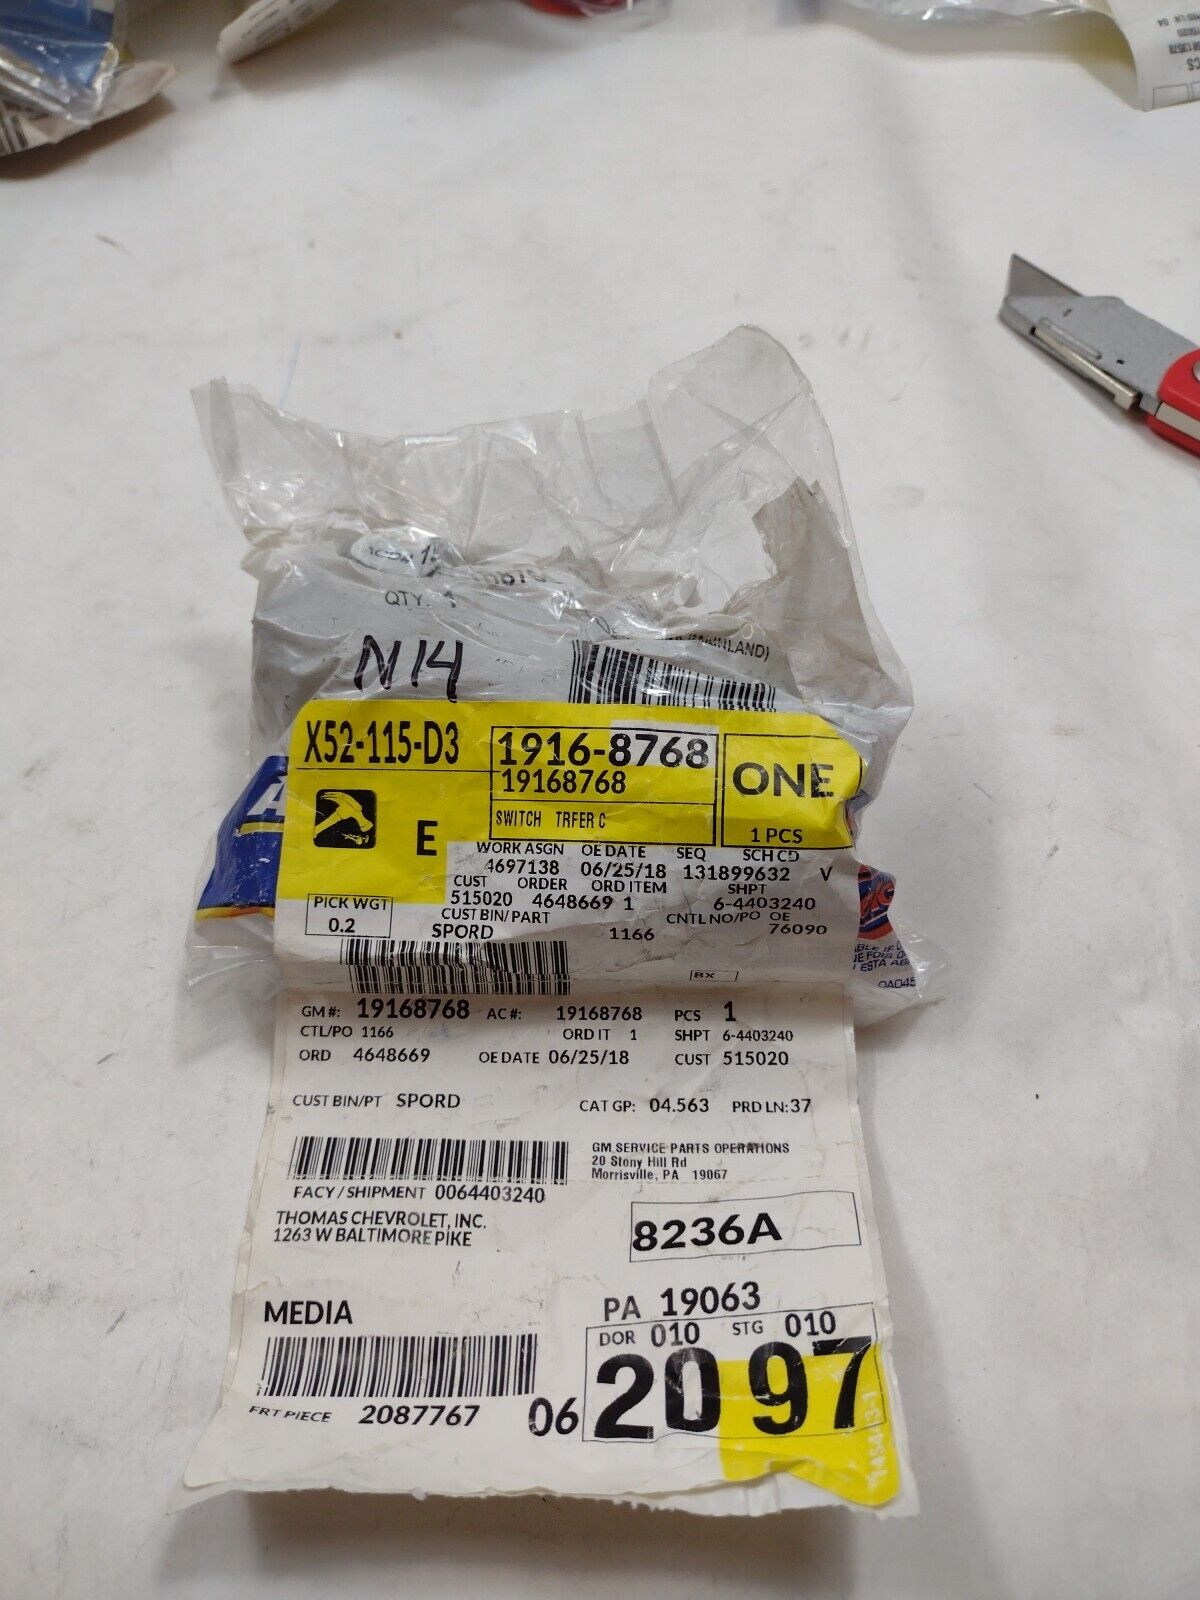 QTY. 1
(MAINLAND)
N14
X52-115-D3
1916-8768
19168768
ONE
SWITCH TRFER C
1 PCS
E
WORK ASGN OE DATE SEQ SCH CD
4697138 06/25/18 131899632 V
CUST ORDER ORD ITEM SHPT
515020 4648669 1 6-4403240
PICK WGT
0.2
CUST BIN/PART CNTL NO/PO OE
SPORD 1166 76090
BX
GM #: 19168768 AC #: 19168768 PCS 1
CTL/PO 1166 ORD IT 1 SHPT 6-4403240
ORD 4648669 OE DATE 06/25/18 CUST 515020
CUST BIN/PT SPORD CAT GP: 04.563 PRD LN: 37
GM SERVICE PARTS OPERATIONS
20 Stony Hill Rd
Morrisville, PA 19067
FACY / SHIPMENT 0064403240
THOMAS CHEVROLET, INC.
1263 W BALTIMORE PIKE
8236A
MEDIA PA 19063
DOR 010 STG 010
FRT PIECE 2087767 06 20 97